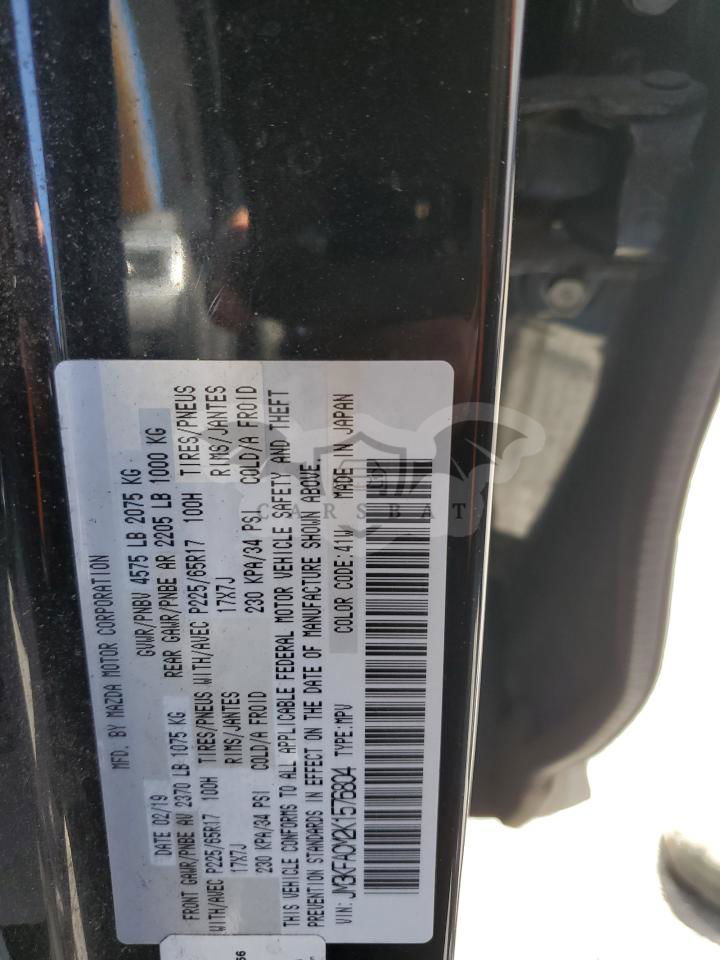 MFD. BY MAZDA MOTOR CORPORATION
DATE 02/19 GVWR/PNBV 4575 LB 2075 KG
FRONT GAWR/PNBE AV 2370 LB 1075 KG REAR GAWR/PNBE AR 2205 LB 1000 KG
WITH/AVEC P225/65R17 100H TIRES/PNEUS WITH/AVEC P225/65R17 100H TIRES/PNEUS
17X7J RIMS/JANTES 17X7J RIMS/JANTES
230 KPA/34 PSI COLD/A FROID 230 KPA/34 PSI COLD/A FROID
THIS VEHICLE CONFORMS TO ALL APPLICABLE FEDERAL MOTOR VEHICLE SAFETY AND THEFT
PREVENTION STANDARDS IN EFFECT ON THE DATE OF MANUFACTURE SHOWN ABOVE.
VIN: TYPE:MPV COLOR CODE:41W MADE IN JAPAN
CARSBAT